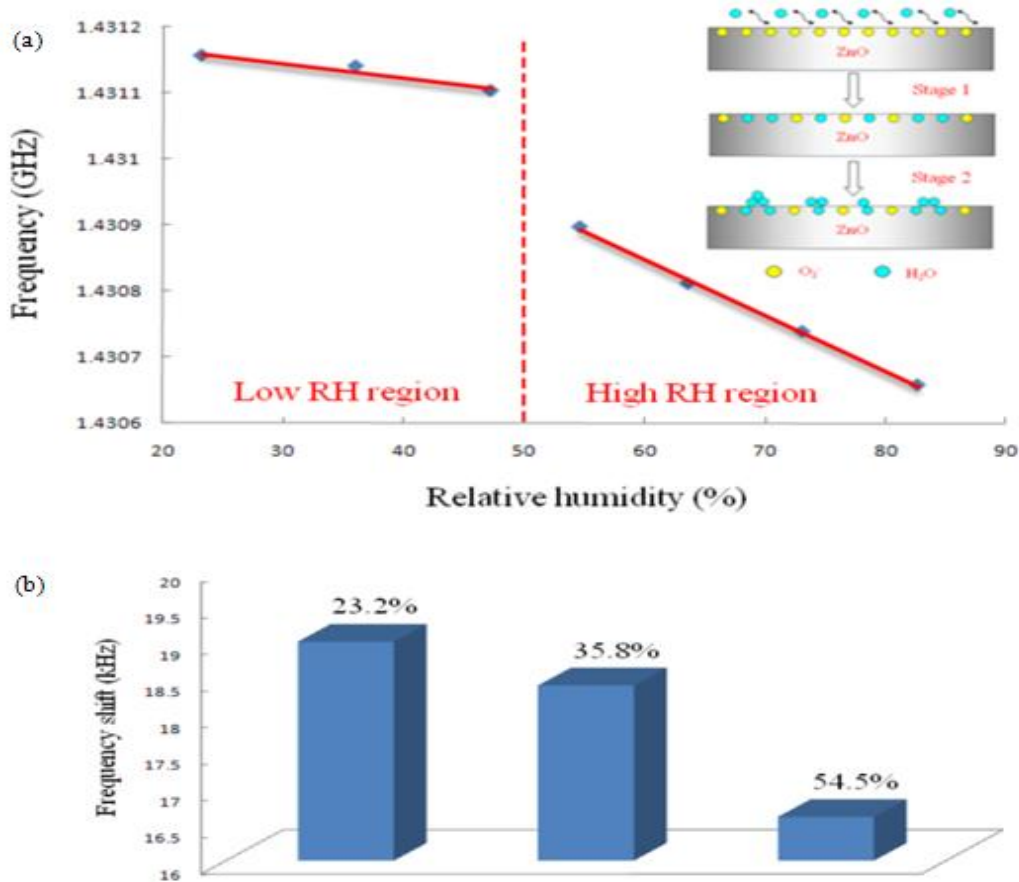 (a)
Frequency (GHz)
1.4312
1.4311
1.431
1.4309
1.4308
1.4307
1.4306
Low RH region
High RH region
20 30 40 50 60 70 80 90
Relative humidity (%)
ZnO
Stage 1
ZnO
Stage 2
ZnO
O₂⁻ H₂O
(b)
Frequency shift (kHz)
20
19.5
19
18.5
18
17.5
17
16.5
16
23.2%
35.8%
54.5%